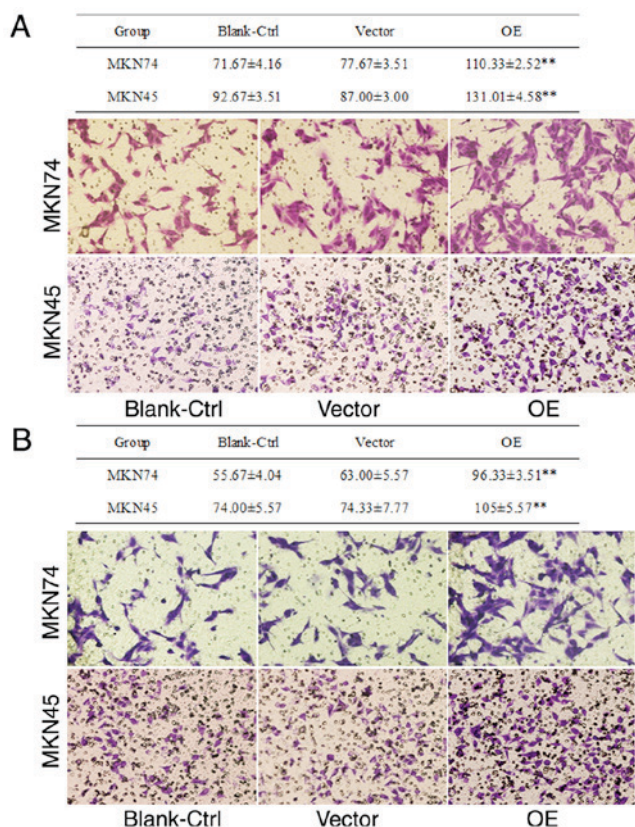 A
Group Blank-Ctrl Vector OE
MKN74 71.67±4.16 77.67±3.51 110.33±2.52**
MKN45 92.67±3.51 87.00±3.00 131.01±4.58**
MKN74
MKN45
Blank-Ctrl Vector OE
B
Group Blank-Ctrl Vector OE
MKN74 55.67±4.04 63.00±5.57 96.33±3.51**
MKN45 74.00±5.57 74.33±7.77 105±5.57**
MKN74
MKN45
Blank-Ctrl Vector OE